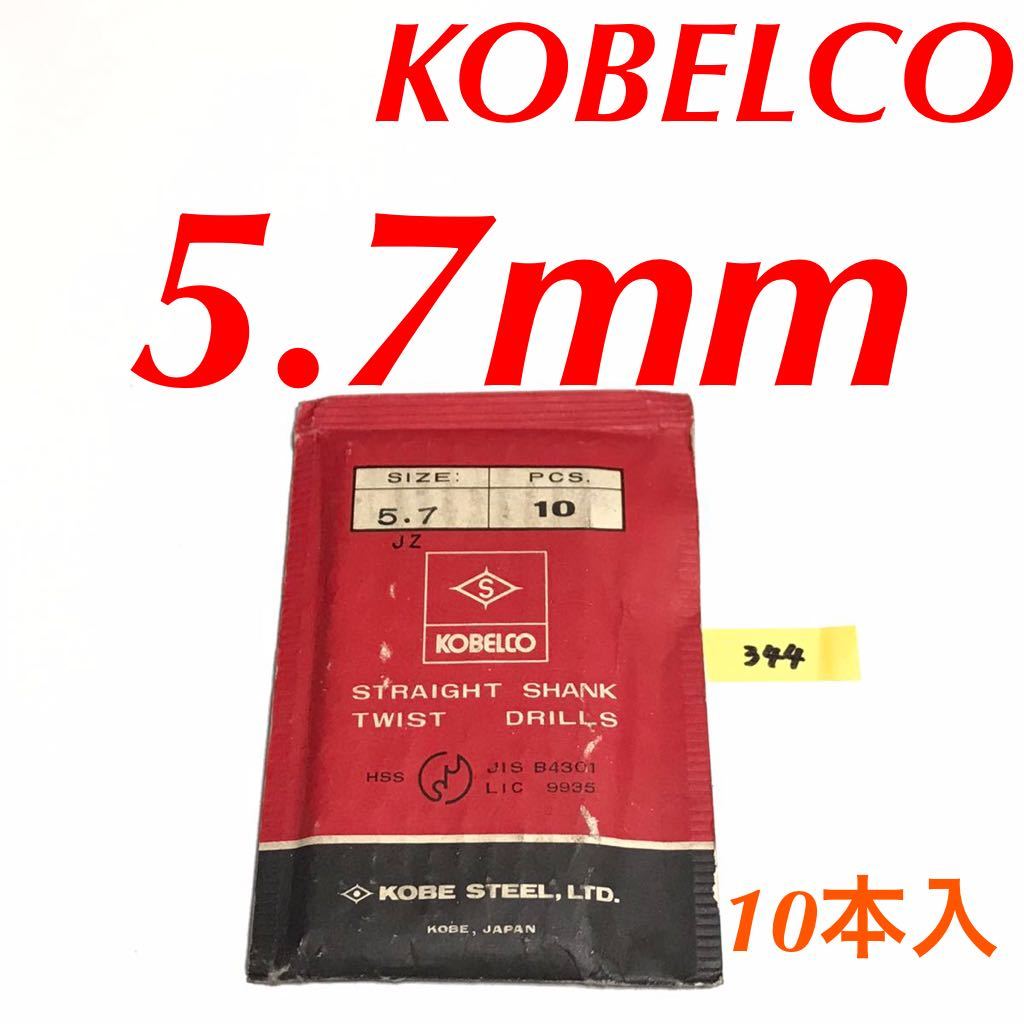 KOBELCO
5.7mm
SIZE: PCS.
5.7 10
JZ
S
KOBELCO
344
STRAIGHT SHANK
TWIST DRILLS
HSS JIS B4301
LIC 9935
KOBE STEEL, LTD.
KOBE, JAPAN
10本入